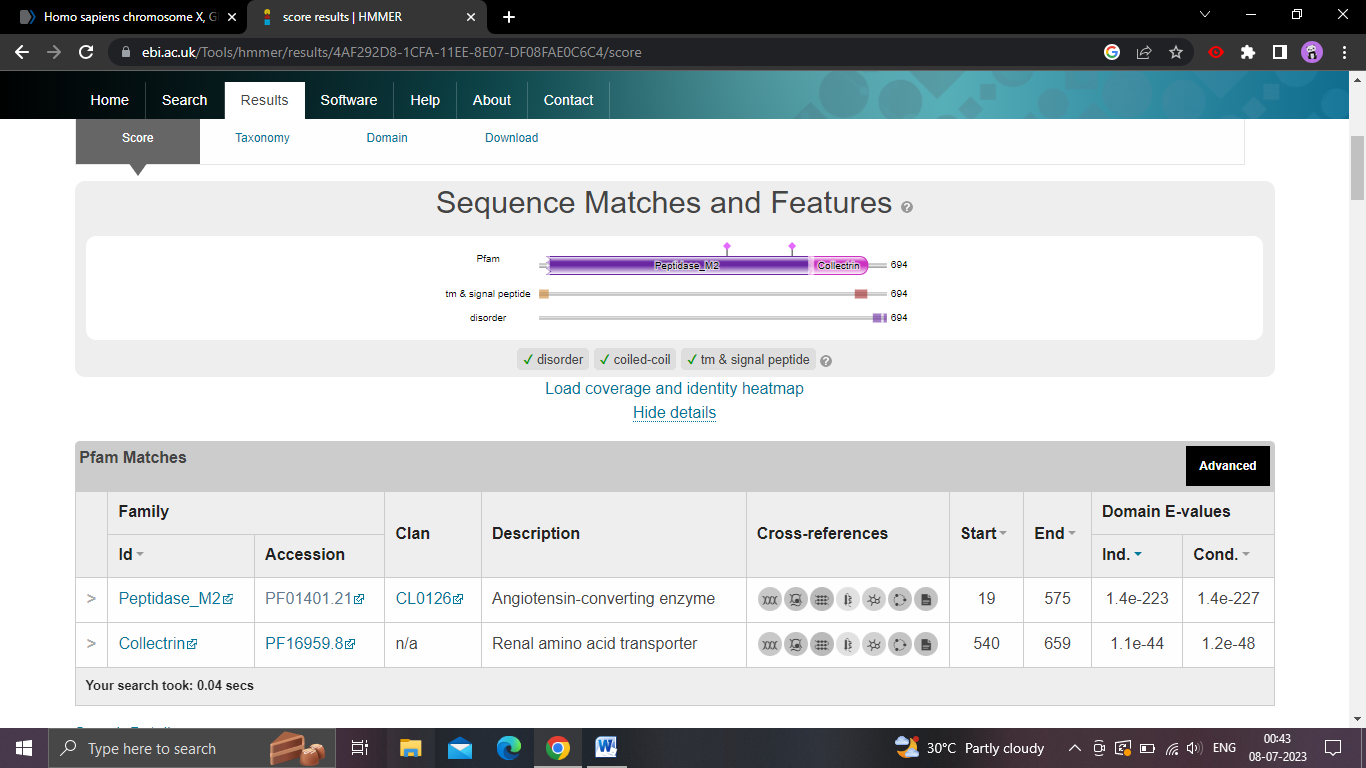 Homo sapiens chromosome X, G
score results | HMMER
ebi.ac.uk/Tools/hmmer/results/4AF292D8-1CFA-11EE-8E07-DF08FAE0C6C4/score
Home Search Results Software Help About Contact
Score Taxonomy Domain Download
Sequence Matches and Features
Pfam Peptidase_M2 Collectrin 694
tm & signal peptide 694
disorder 694
✓ disorder ✓ coiled-coil ✓ tm & signal peptide
Load coverage and identity heatmap
Hide details
Pfam Matches
Advanced
Family Clan Description Cross-references Start End Domain E-values
Id Accession Ind. Cond.
> Peptidase_M2 PF01401.21 CL0126 Angiotensin-converting enzyme 19 575 1.4e-223 1.4e-227
> Collectrin PF16959.8 n/a Renal amino acid transporter 540 659 1.1e-44 1.2e-48
Your search took: 0.04 secs
Type here to search
30°C Partly cloudy
ENG
00:43
08-07-2023